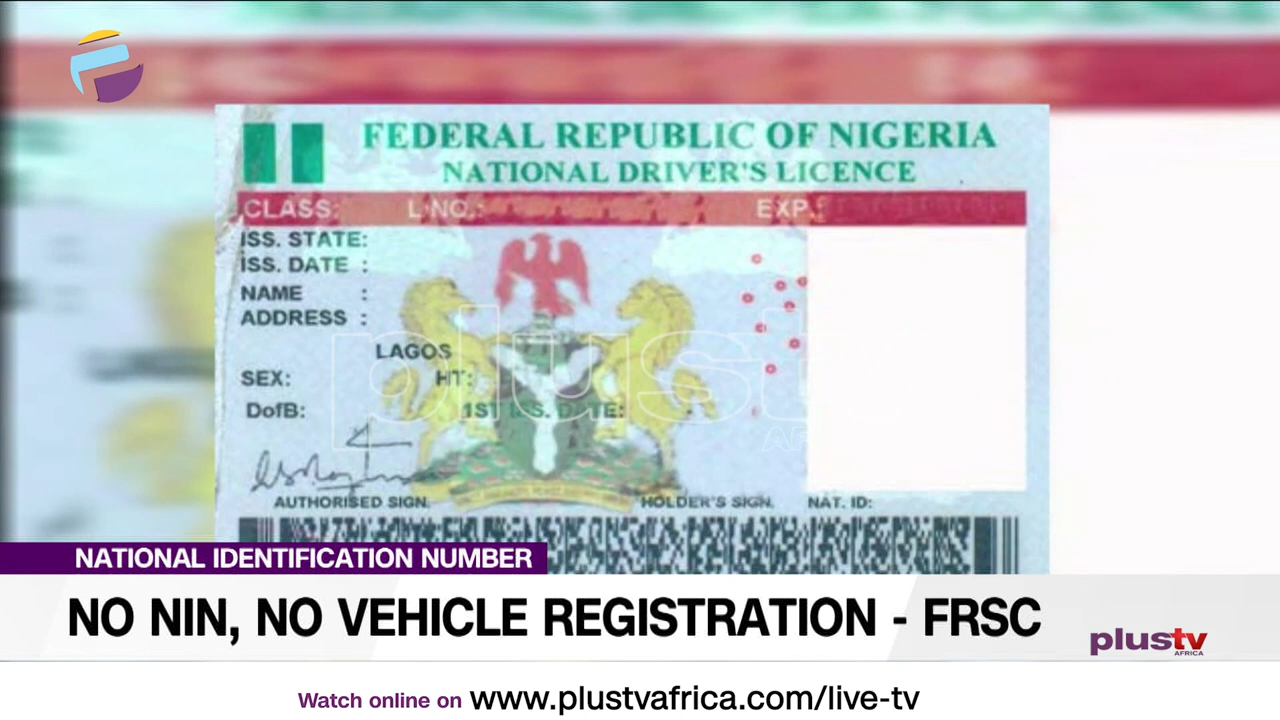 FEDERAL REPUBLIC OF NIGERIA
NATIONAL DRIVER'S LICENCE
CLASS: L/NO.: EXP.:
ISS. STATE:
ISS. DATE :
NAME :
ADDRESS :
LAGOS
SEX: HT:
DofB: 1ST ISS. DATE: -
AUTHORISED SIGN. HOLDER'S SIGN. NAT. ID:
plustv
NATIONAL IDENTIFICATION NUMBER
NO NIN, NO VEHICLE REGISTRATION - FRSC
plustv
AFRICA
Watch online on www.plustvafrica.com/live-tv